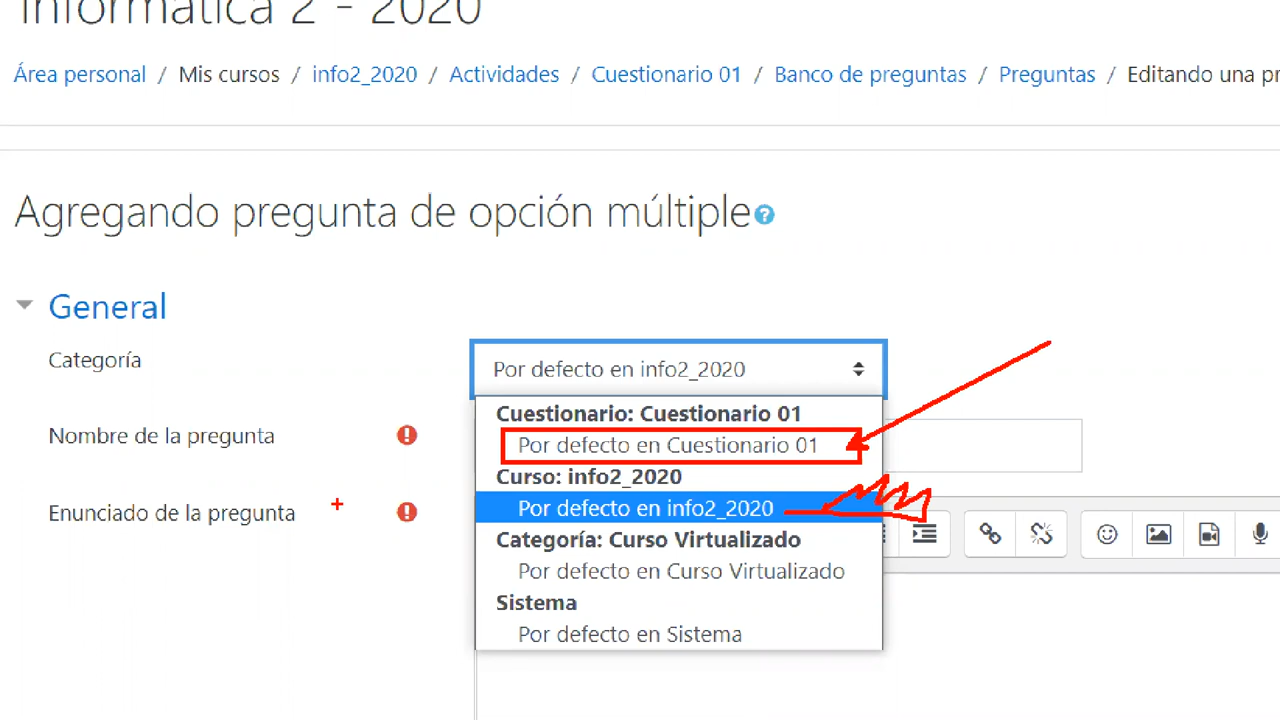 Informática 2 - 2020
Área personal / Mis cursos / info2_2020 / Actividades / Cuestionario 01 / Banco de preguntas / Preguntas / Editando una
Agregando pregunta de opción múltiple
General
Categoría
Por defecto en info2_2020
Cuestionario: Cuestionario 01
Nombre de la pregunta
Por defecto en Cuestionario 01
Curso: info2_2020
Por defecto en info2_2020
Enunciado de la pregunta
Categoría: Curso Virtualizado
Por defecto en Curso Virtualizado
Sistema
Por defecto en Sistema